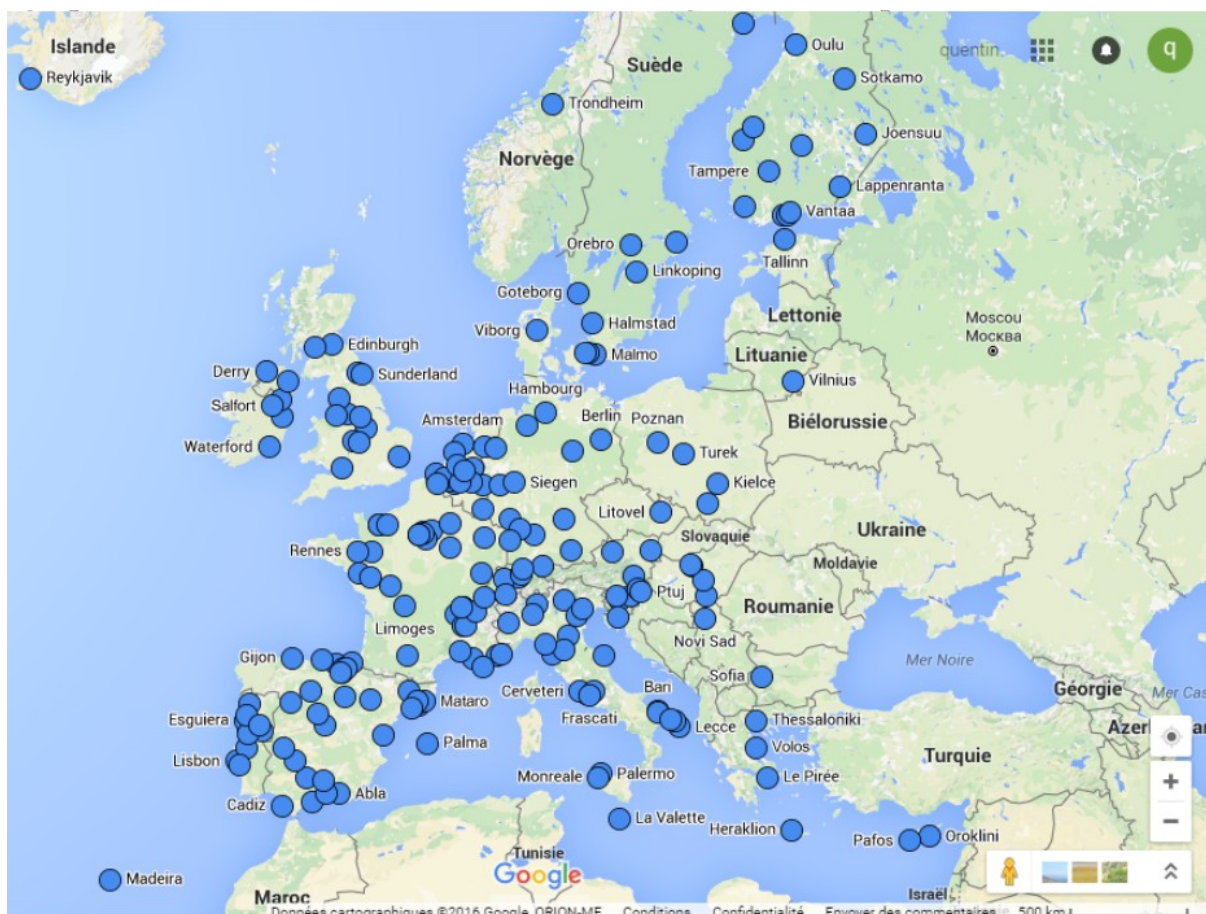 Islande
Reykjavik
Oulu
quentin
q
Suède
Sotkamo
Trondheim
Norvège
Joensuu
Tampere
Lappenranta
Vantaa
Orebro
Tallinn
Linkoping
Goteborg
Lettonie
Moscou
Москва
Viborg
Halmstad
Edinburgh
Malmo
Lituanie
Derry
Sunderland
Vilnius
Hambourg
Salfort
Amsterdam
Berlin
Poznan
Biélorussie
Waterford
Turek
Siegen
Kielce
Litovel
Ukraine
Rennes
Slovaquie
Moldavie
Ptuj
Roumanie
Limoges
Novi Sad
Gijon
Mer Noire
Sofia
Géorgie
Mer Cas
Cerveteri
Bari
Mataro
Esguiera
Frascati
Lecce
Thessaloniki
Azer
an
Palma
Volos
Lisbon
Turquie
Monreale
Palermo
Le Pirée
Cadiz
Abla
La Valette
Heraklion
Pafos
Oroklini
Tunisie
Madeira
Google
Maroc
Israël
Données cartographiques ©2016 Google, ORION-ME Conditions Confidentialité Envoyer des commentaires 500 km